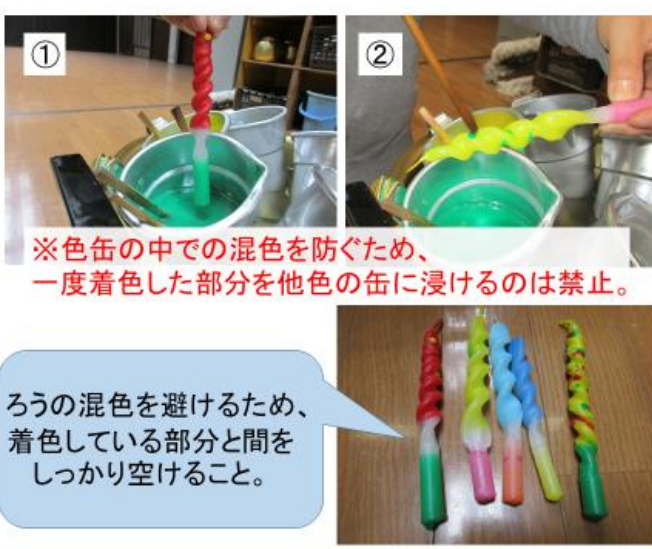 ①
②
※色缶の中での混色を防ぐため、
一度着色した部分を他色の缶に浸けるのは禁止。
ろうの混色を避けるため、
着色している部分と間を
しっかり空けること。